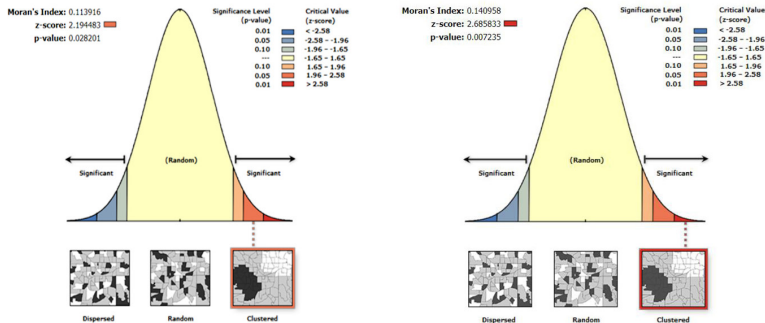 Moran's Index: 0.113916
z-score: 2.194483
p-value: 0.028201
Significance Level
(p-value)
Critical Value
(z-score)
0.01 < -2.58
0.05 -2.58 – -1.96
0.10 -1.96 – -1.65
--- -1.65 – 1.65
0.10 1.65 – 1.96
0.05 1.96 – 2.58
0.01 > 2.58
(Random)
Significant
Significant
Dispersed
Random
Clustered
Moran's Index: 0.140958
z-score: 2.685833
p-value: 0.007235
Significance Level
(p-value)
Critical Value
(z-score)
0.01 < -2.58
0.05 -2.58 – -1.96
0.10 -1.96 – -1.65
--- -1.65 – 1.65
0.10 1.65 – 1.96
0.05 1.96 – 2.58
0.01 > 2.58
(Random)
Significant
Significant
Dispersed
Random
Clustered